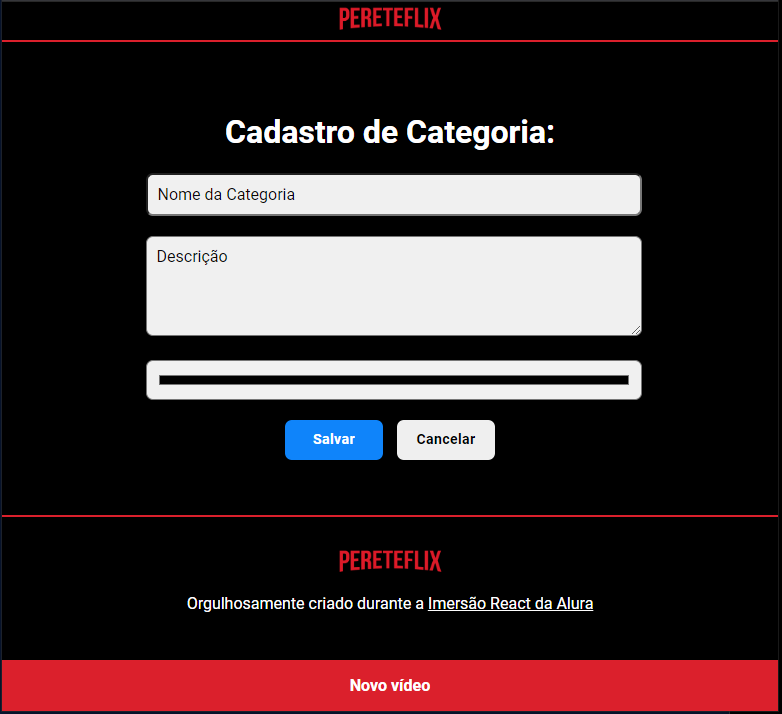 PERETEFLIX
Cadastro de Categoria:
Nome da Categoria
Descrição
Salvar
Cancelar
PERETEFLIX
Orgulhosamente criado durante a Imersão React da Alura
Novo vídeo